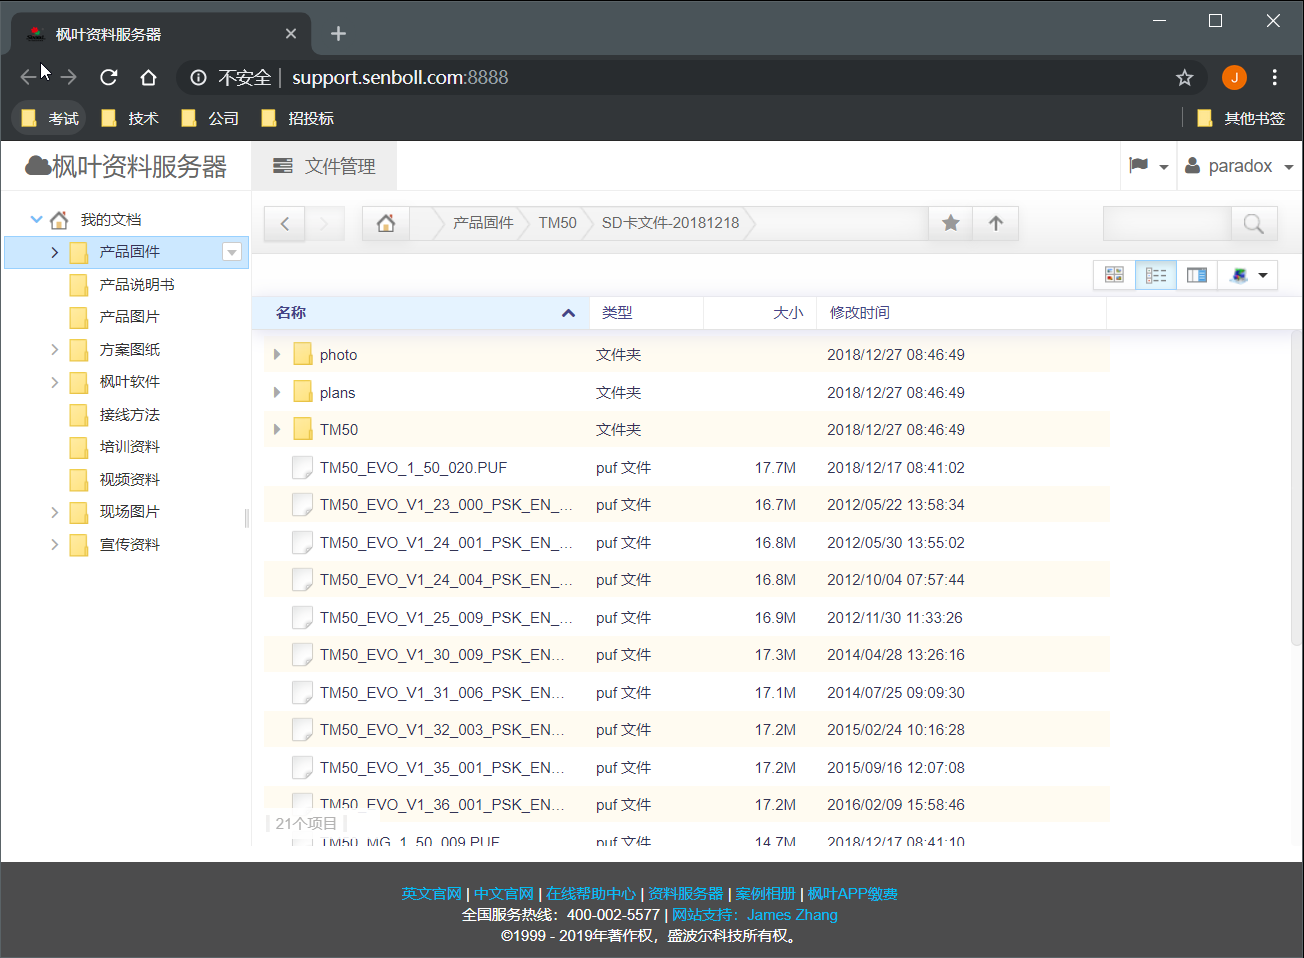 枫叶资料服务器
不安全 support.senboll.com:8888
J
考试 技术 公司 招投标 其他书签
枫叶资料服务器 文件管理 paradox
我的文档
产品固件
产品说明书
产品图片
方案图纸
枫叶软件
接线方法
培训资料
视频资料
现场图片
宣传资料
产品固件 TM50 SD卡文件-20181218
名称 类型 大小 修改时间
photo 文件夹 2018/12/27 08:46:49
plans 文件夹 2018/12/27 08:46:49
TM50 文件夹 2018/12/27 08:46:49
TM50_EVO_1_50_020.PUF puf 文件 17.7M 2018/12/17 08:41:02
TM50_EVO_V1_23_000_PSK_EN_... puf 文件 16.7M 2012/05/22 13:58:34
TM50_EVO_V1_24_001_PSK_EN_... puf 文件 16.8M 2012/05/30 13:55:02
TM50_EVO_V1_24_004_PSK_EN_... puf 文件 16.8M 2012/10/04 07:57:44
TM50_EVO_V1_25_009_PSK_EN_... puf 文件 16.9M 2012/11/30 11:33:26
TM50_EVO_V1_30_009_PSK_EN... puf 文件 17.3M 2014/04/28 13:26:16
TM50_EVO_V1_31_006_PSK_EN... puf 文件 17.1M 2014/07/25 09:09:30
TM50_EVO_V1_32_003_PSK_EN... puf 文件 17.2M 2015/02/24 10:16:28
TM50_EVO_V1_35_001_PSK_EN... puf 文件 17.2M 2015/09/16 12:07:08
TM50_EVO_V1_36_001_PSK_EN... puf 文件 17.2M 2016/02/09 15:58:46
21个项目
TM50_MG_1_50_009.PUF puf 文件 14.7M 2018/12/17 08:41:10
英文官网 | 中文官网 | 在线帮助中心 | 资料服务器 | 案例相册 | 枫叶APP缴费
全国服务热线：400-002-5577 | 网站支持：James Zhang
©1999 - 2019年著作权，盛波尔科技所有权。